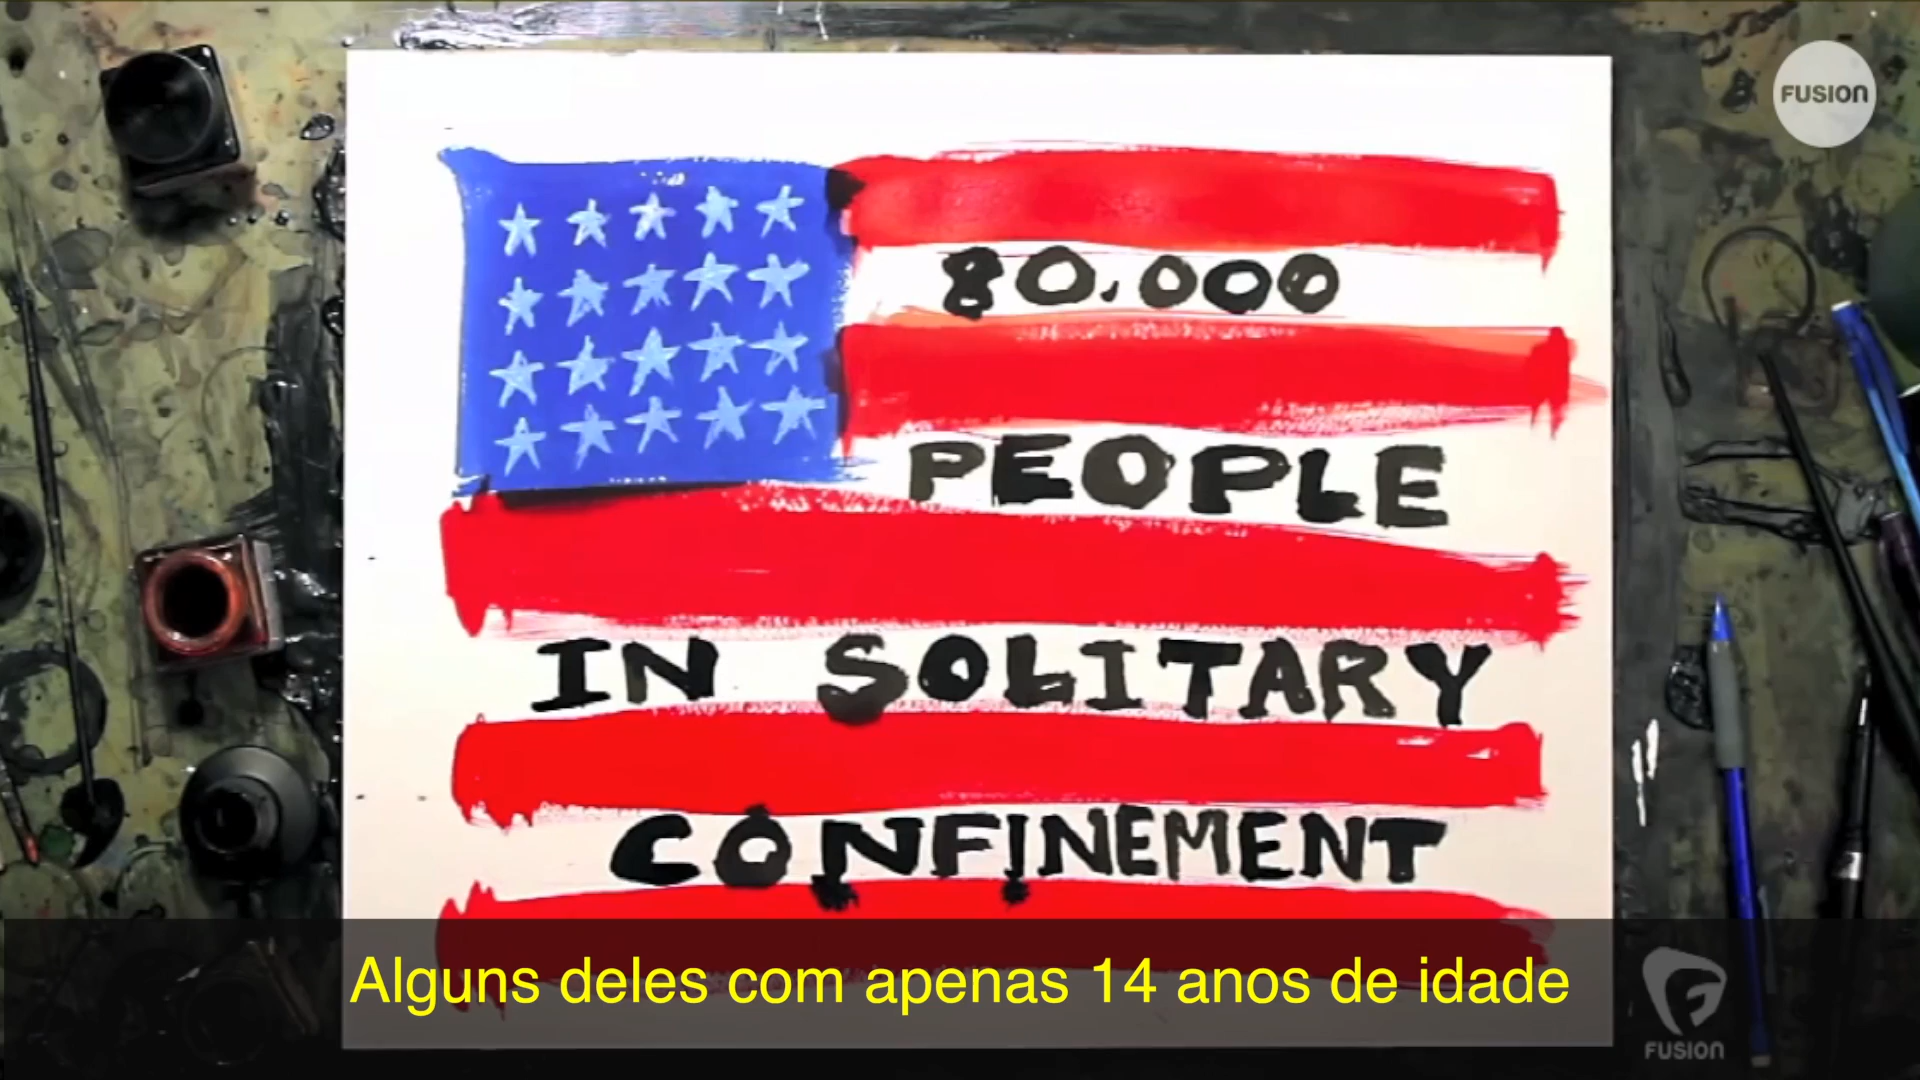 FUSION
80,000
PEOPLE
IN SOLITARY
CONFINEMENT
Alguns deles com apenas 14 anos de idade
FUSION